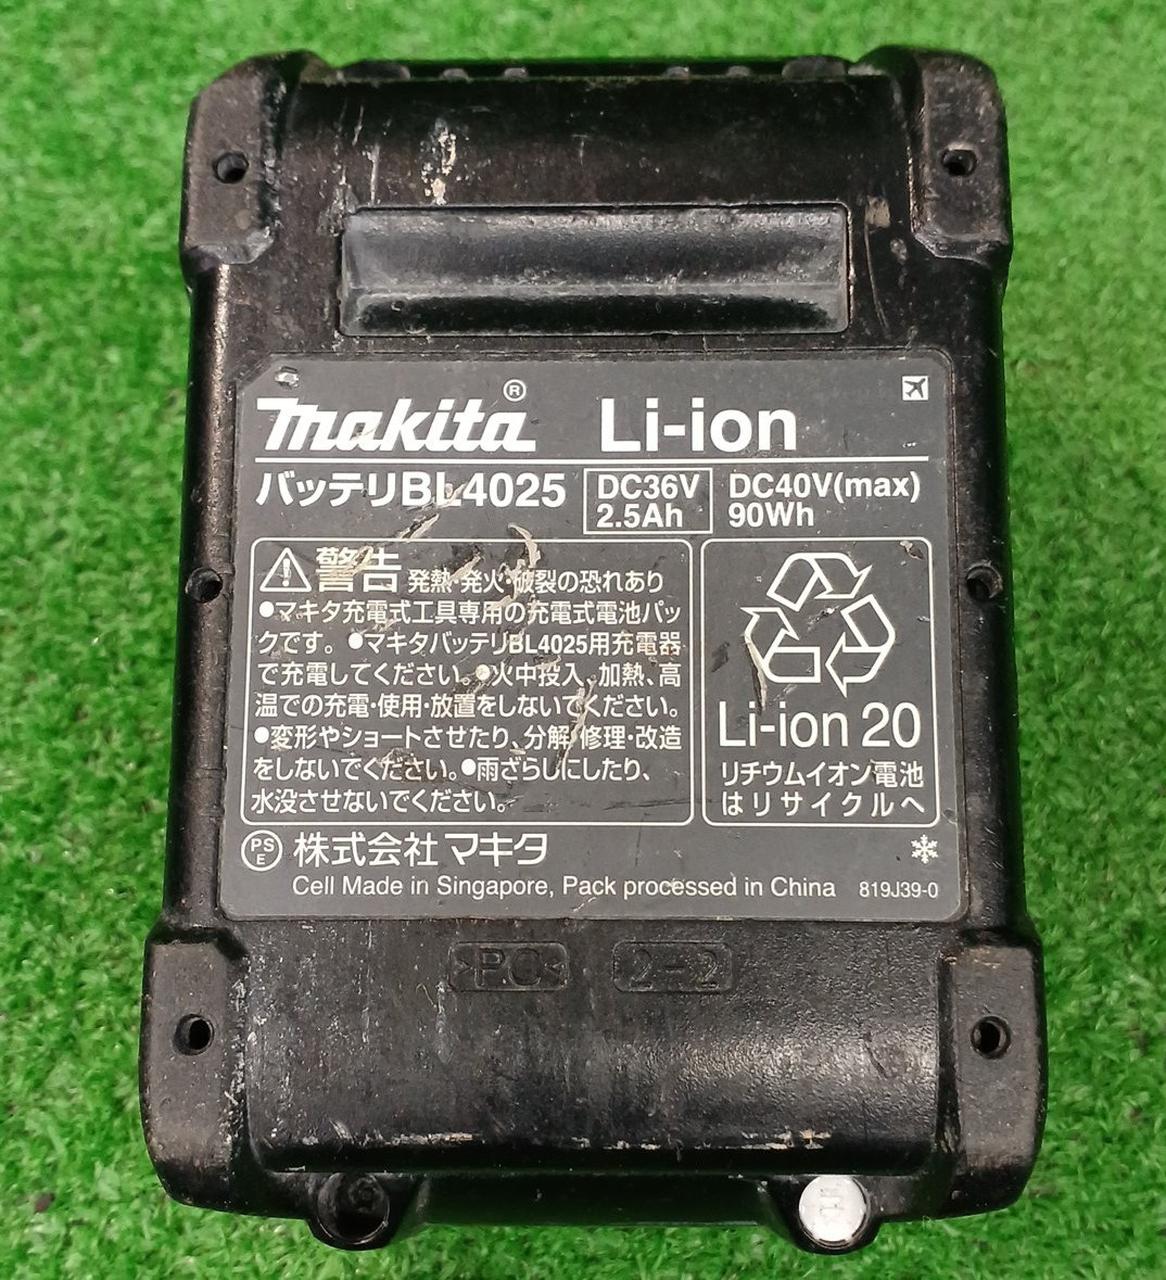 makita®
Li-ion
バッテリBL4025
DC36V
2.5Ah
DC40V(max)
90Wh
警告 発熱・発火・破裂の恐れあり
●マキタ充電式工具専用の充電式電池パッ
クです。●マキタバッテリBL4025用充電器
で充電してください。●火中投入、加熱、高
温での充電・使用・放置をしないでください。
●変形やショートさせたり、分解・修理・改造
をしないでください。●雨ざらしにしたり、
水没させないでください。
Li-ion 20
リチウムイオン電池
はリサイクルへ
PS
E
株式会社 マキタ
Cell Made in Singapore, Pack processed in China
819J39-0
>PC<
2-2